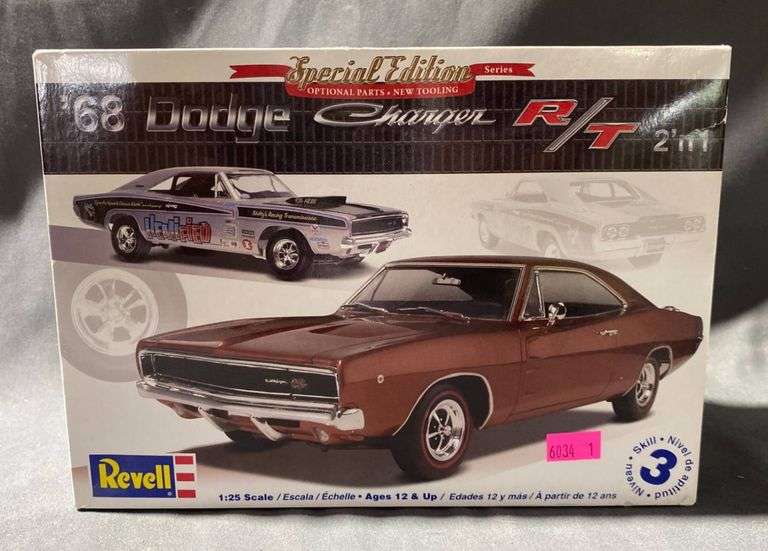 Special Edition Series
OPTIONAL PARTS • NEW TOOLING
'68 Dodge Charger R/T 2'n1
6034 1
Revell
Skill • Nivel de aptitud • Niveau •
3
1:25 Scale / Escala / Échelle • Ages 12 & Up / Edades 12 y más / À partir de 12 ans